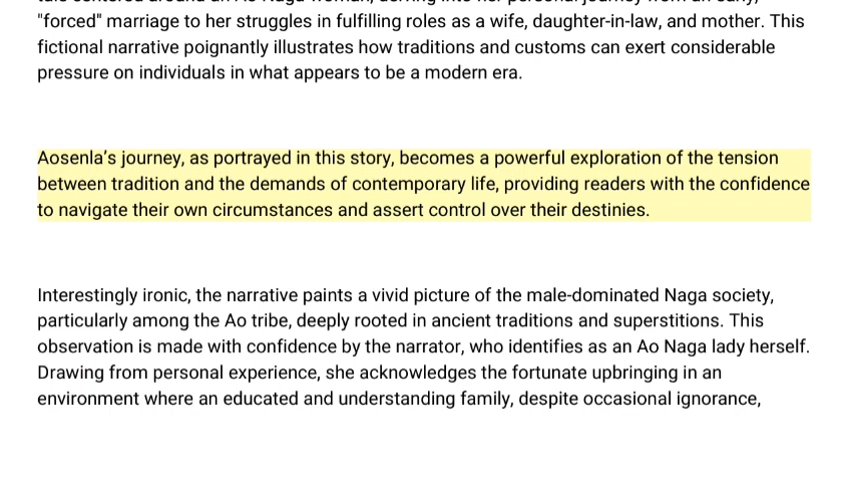 "forced" marriage to her struggles in fulfilling roles as a wife, daughter-in-law, and mother. This
fictional narrative poignantly illustrates how traditions and customs can exert considerable
pressure on individuals in what appears to be a modern era.
Aosenla's journey, as portrayed in this story, becomes a powerful exploration of the tension
between tradition and the demands of contemporary life, providing readers with the confidence
to navigate their own circumstances and assert control over their destinies.
Interestingly ironic, the narrative paints a vivid picture of the male-dominated Naga society,
particularly among the Ao tribe, deeply rooted in ancient traditions and superstitions. This
observation is made with confidence by the narrator, who identifies as an Ao Naga lady herself.
Drawing from personal experience, she acknowledges the fortunate upbringing in an
environment where an educated and understanding family, despite occasional ignorance,